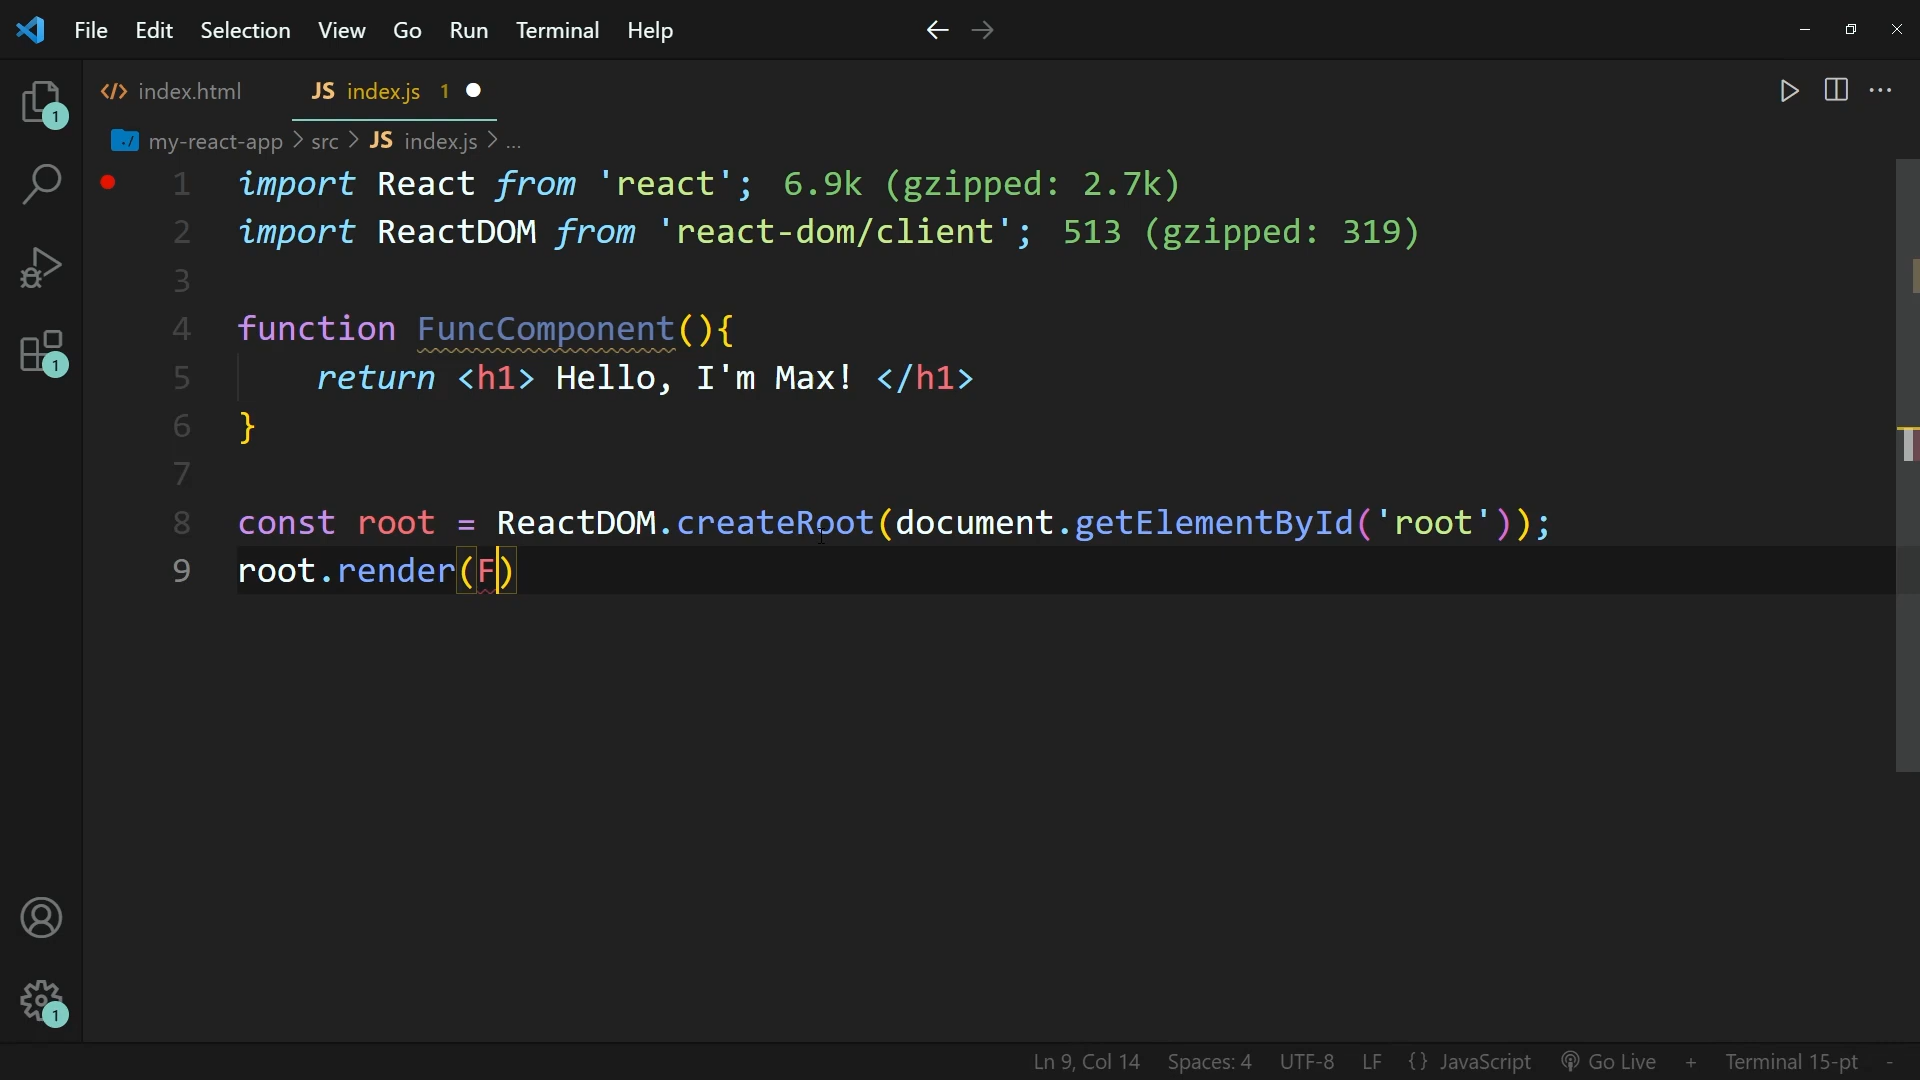 File Edit Selection View Go Run Terminal Help
index.html JS index.js 1
my-react-app > src > JS index.js > ...
1 import React from 'react'; 6.9k (gzipped: 2.7k)
2 import ReactDOM from 'react-dom/client'; 513 (gzipped: 319)
3
4 function FuncComponent(){
5 return <h1> Hello, I'm Max! </h1>
6 }
7
8 const root = ReactDOM.createRoot(document.getElementById('root'));
9 root.render(F)
1
1
1
Ln 9, Col 14 Spaces: 4 UTF-8 LF {} JavaScript Go Live + Terminal 15-pt -